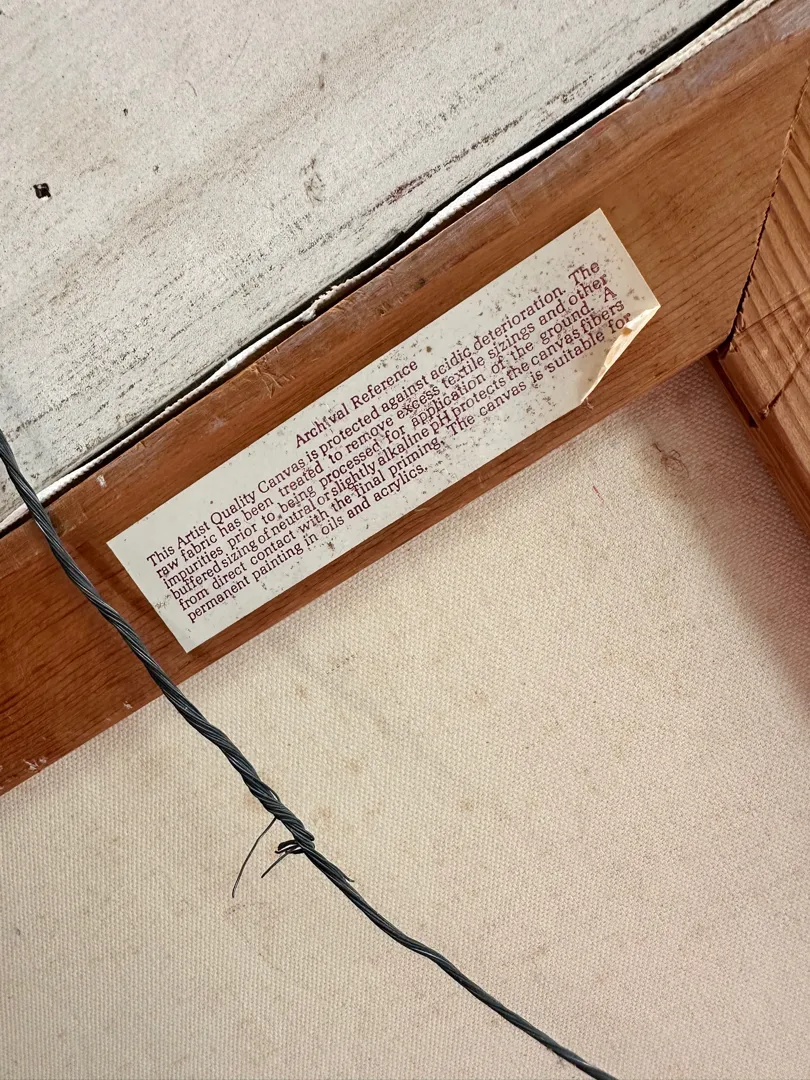 Archival Reference
This Artist Quality Canvas is protected against acidic deterioration. The
raw fabric has been treated to remove excess textile sizings and other
impurities prior to being processed for application of the ground. A
buffered sizing of neutral or slightly alkaline pH protects the canvas fibers
from direct contact with the final priming. The canvas is suitable for
permanent painting in oils and acrylics.